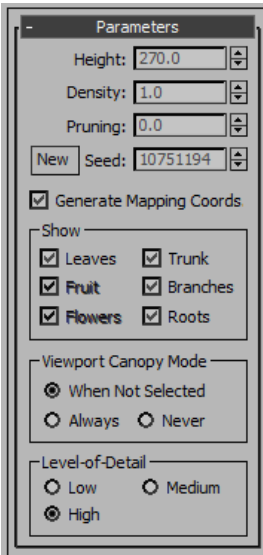 - Parameters
Height: 270.0
Density: 1.0
Pruning: 0.0
New Seed: 10751194
Generate Mapping Coords.
Show
Leaves Trunk
Fruit Branches
Flowers Roots
Viewport Canopy Mode
When Not Selected
Always Never
Level-of-Detail
Low Medium
High